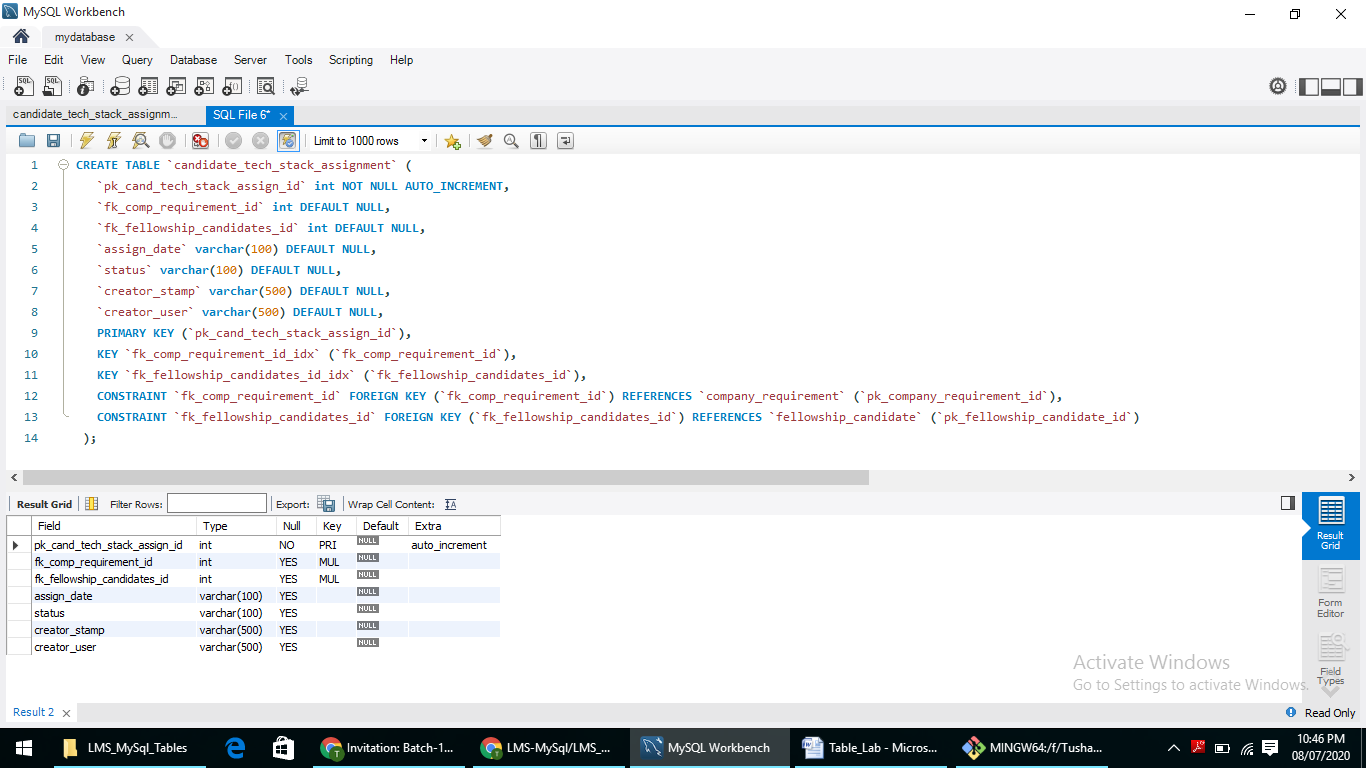 MySQL Workbench
mydatabase
File Edit View Query Database Server Tools Scripting Help
candidate_tech_stack_assignm... SQL File 6*
Limit to 1000 rows
1 CREATE TABLE `candidate_tech_stack_assignment` (
2 `pk_cand_tech_stack_assign_id` int NOT NULL AUTO_INCREMENT,
3 `fk_comp_requirement_id` int DEFAULT NULL,
4 `fk_fellowship_candidates_id` int DEFAULT NULL,
5 `assign_date` varchar(100) DEFAULT NULL,
6 `status` varchar(100) DEFAULT NULL,
7 `creator_stamp` varchar(500) DEFAULT NULL,
8 `creator_user` varchar(500) DEFAULT NULL,
9 PRIMARY KEY (`pk_cand_tech_stack_assign_id`),
10 KEY `fk_comp_requirement_id_idx` (`fk_comp_requirement_id`),
11 KEY `fk_fellowship_candidates_id_idx` (`fk_fellowship_candidates_id`),
12 CONSTRAINT `fk_comp_requirement_id` FOREIGN KEY (`fk_comp_requirement_id`) REFERENCES `company_requirement` (`pk_company_requirement_id`),
13 CONSTRAINT `fk_fellowship_candidates_id` FOREIGN KEY (`fk_fellowship_candidates_id`) REFERENCES `fellowship_candidate` (`pk_fellowship_candidate_id`)
14 );
Result Grid Filter Rows: Export: Wrap Cell Content:
Field Type Null Key Default Extra
pk_cand_tech_stack_assign_id int NO PRI NULL auto_increment
fk_comp_requirement_id int YES MUL NULL
fk_fellowship_candidates_id int YES MUL NULL
assign_date varchar(100) YES NULL
status varchar(100) YES NULL
creator_stamp varchar(500) YES NULL
creator_user varchar(500) YES NULL
Result
Grid
Form
Editor
Field
Types
Activate Windows
Go to Settings to activate Windows.
Result 2
Read Only
LMS_MySql_Tables
Invitation: Batch-1...
LMS-MySql/LMS_...
MySQL Workbench
Table_Lab - Micros...
MINGW64:/f/Tusha...
10:46 PM
08/07/2020